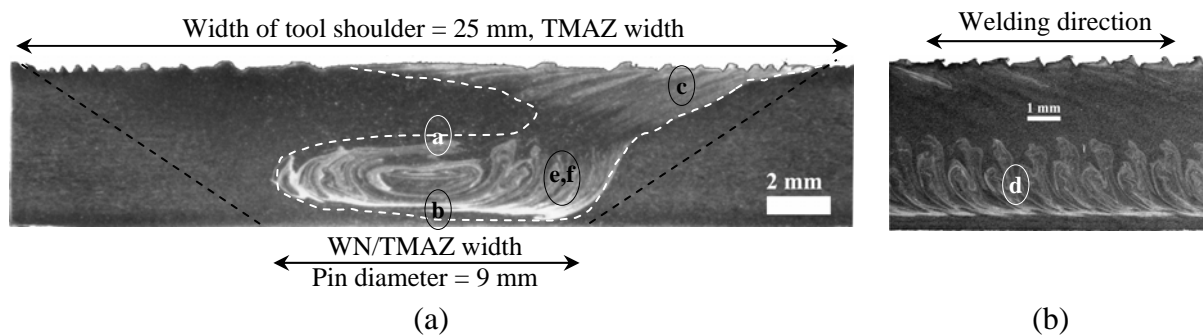 Width of tool shoulder = 25 mm, TMAZ width
Welding direction
c
1 mm
a
e,f
d
2 mm
b
WN/TMAZ width
Pin diameter = 9 mm
(a)
(b)